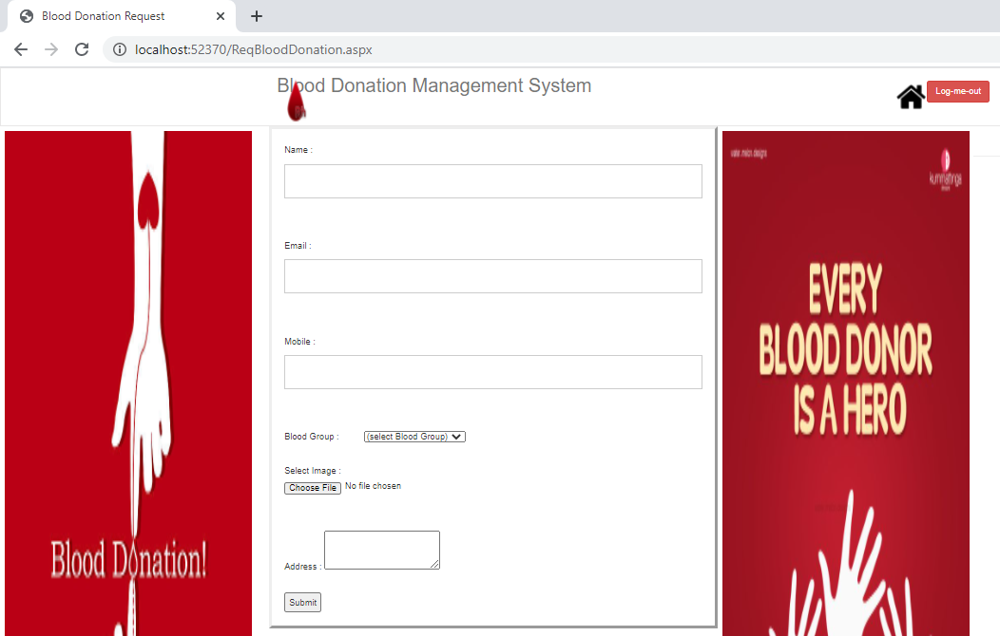 Blood Donation Request
localhost:52370/ReqBloodDonation.aspx
Blood Donation Management System
Log-me-out
Name :
Email :
Mobile :
Blood Group :
(select Blood Group)
Select Image :
Choose File No file chosen
Address :
Submit
Blood Donation!
kummatings
EVERY
BLOOD DONOR
IS A HERO